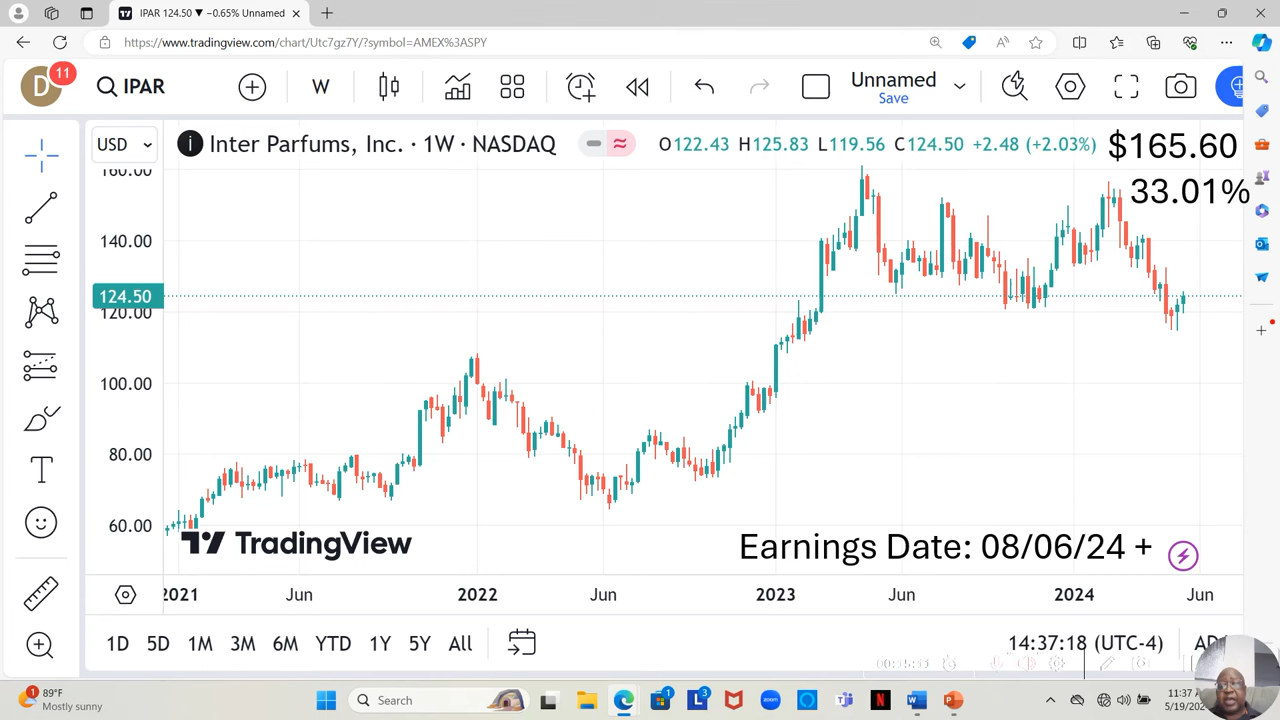 IPAR 124.50 ▼ −0.65% Unnamed
https://www.tradingview.com/chart/Utc7gz7Y/?symbol=AMEX%3ASPY
D 11 IPAR W Unnamed
Save
USD Inter Parfums, Inc. · 1W · NASDAQ O122.43 H125.83 L119.56 C124.50 +2.48 (+2.03%) $165.60
160.00
33.01%
140.00
124.50
120.00
100.00
80.00
60.00
TradingView
Earnings Date: 08/06/24 +
2021 Jun 2022 Jun 2023 Jun 2024 Jun
1D 5D 1M 3M 6M YTD 1Y 5Y All 14:37:18 (UTC-4)
1 89°F
Mostly sunny
Search
1
3
11:37